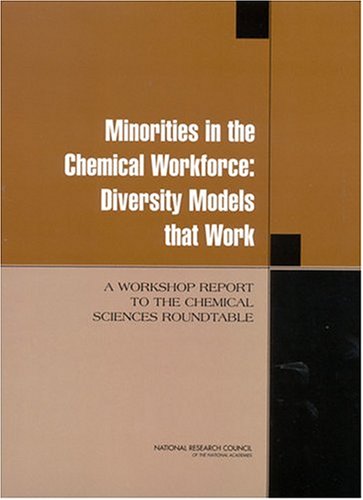 Minorities in the
Chemical Workforce:
Diversity Models
that Work
A WORKSHOP REPORT
TO THE CHEMICAL
SCIENCES ROUNDTABLE
NATIONAL RESEARCH COUNCIL
OF THE NATIONAL ACADEMIES